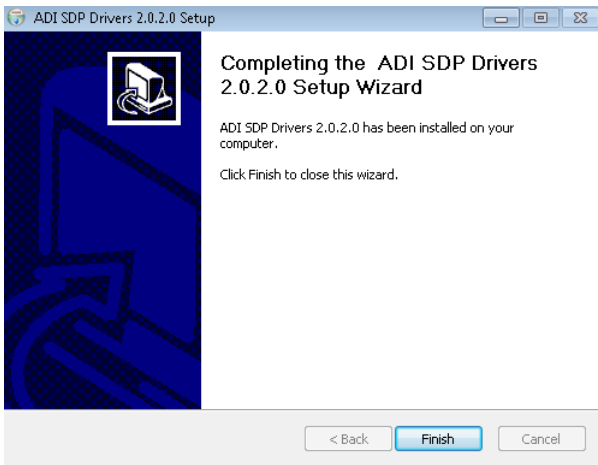 ADI SDP Drivers 2.0.2.0 Setup
Completing the ADI SDP Drivers
2.0.2.0 Setup Wizard
ADI SDP Drivers 2.0.2.0 has been installed on your
computer.
Click Finish to close this wizard.
< Back Finish Cancel